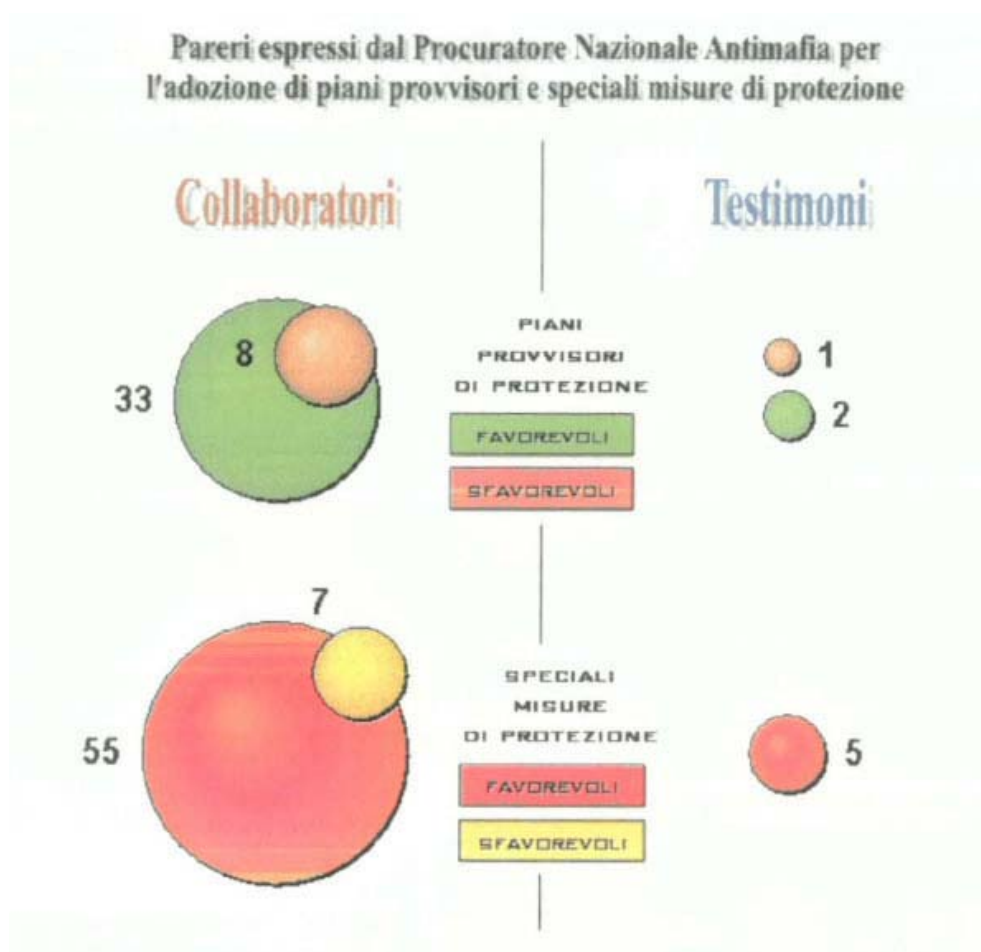 Pareri espressi dal Procuratore Nazionale Antimafia per
l'adozione di piani provvisori e speciali misure di protezione
Collaboratori
Testimoni
8
33
PIANI
PROVVISORI
DI PROTEZIONE
FAVOREVOLI
SFAVOREVOLI
1
2
7
55
SPECIALI
MISURE
DI PROTEZIONE
FAVOREVOLI
SFAVOREVOLI
5